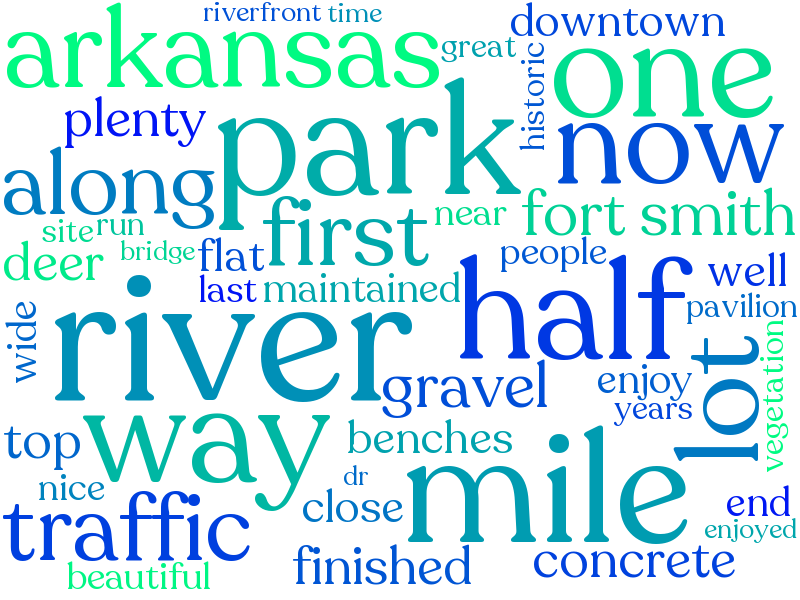 riverfront time
arkansas
great
downtown
historic
one
plenty
park
now
along
first
near
fort smith
site run
bridge
deer
flat
people
well
last
maintained
half
pavilion
wide
river
lot
vegetation
gravel
enjoy
years
way
top
benches
mile
nice
dr
close
end
traffic
enjoyed
finished
concrete
beautiful